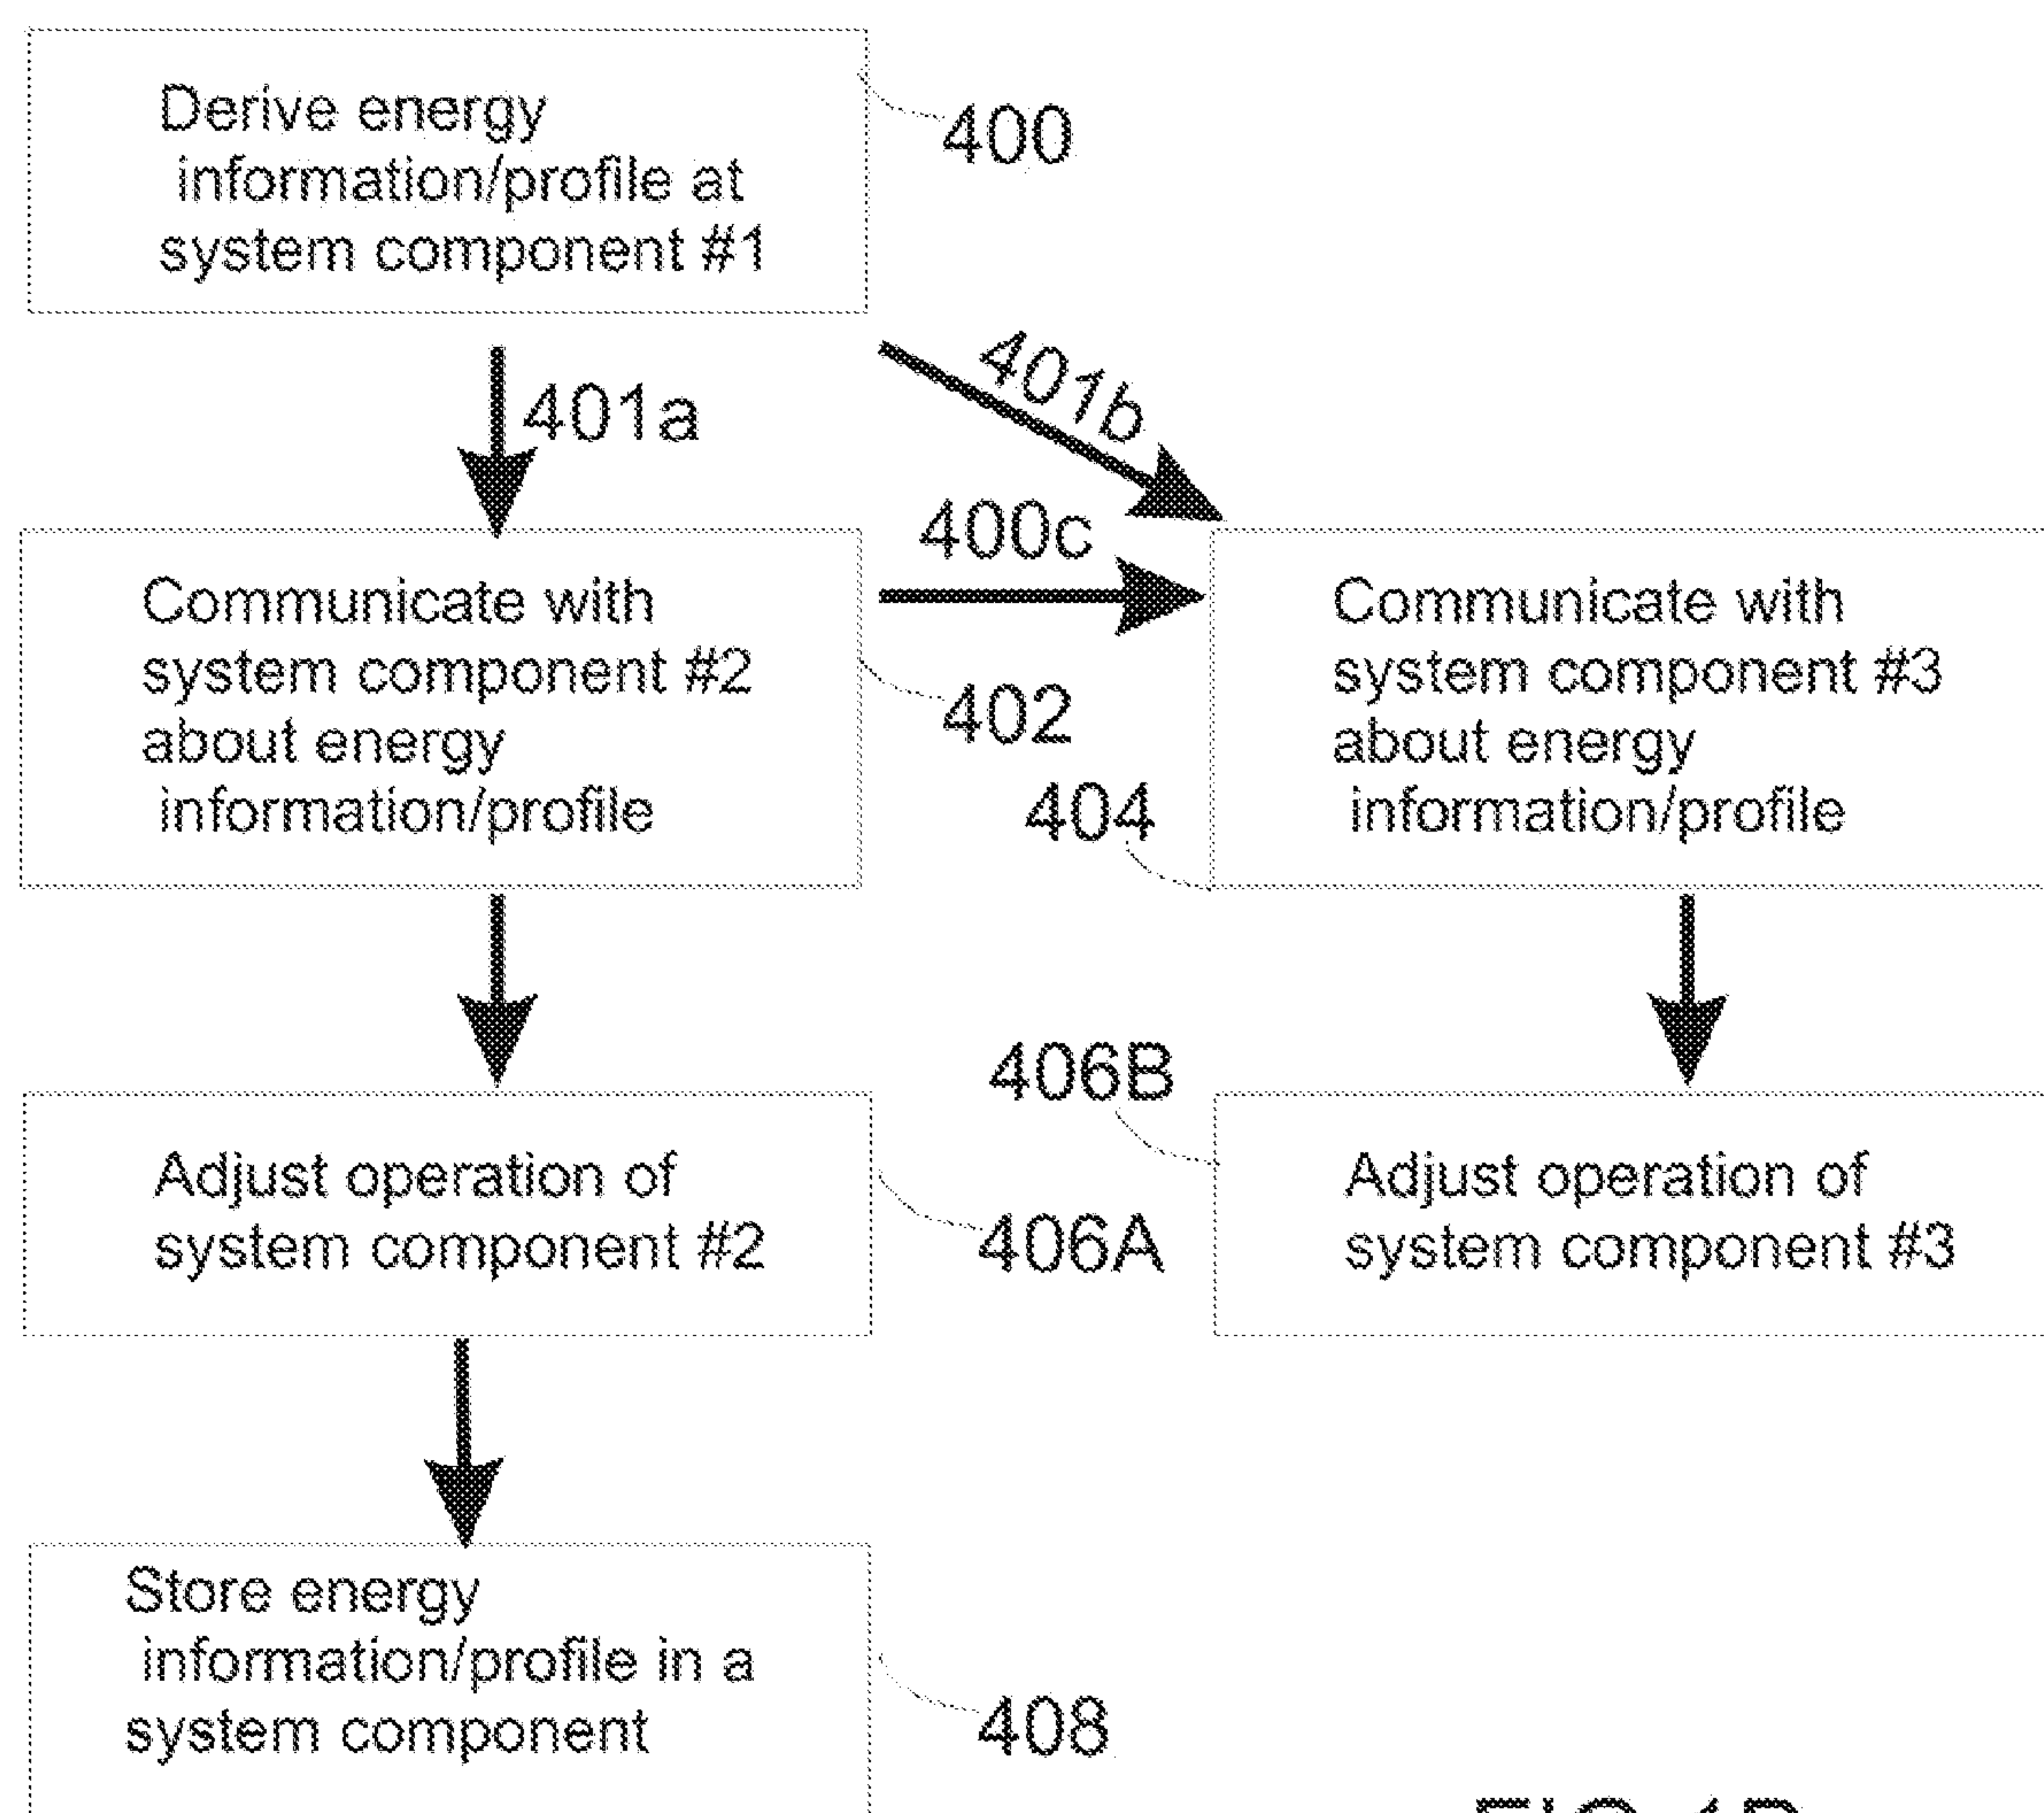 Derive energy
information/profile at
system component #1
400
401a
401b
400c
Communicate with
system component #2
about energy
information/profile
402
Communicate with
system component #3
about energy
information/profile
404
Adjust operation of
system component #2
406A
406B
Adjust operation of
system component #3
Store energy
information/profile in a
system component
408